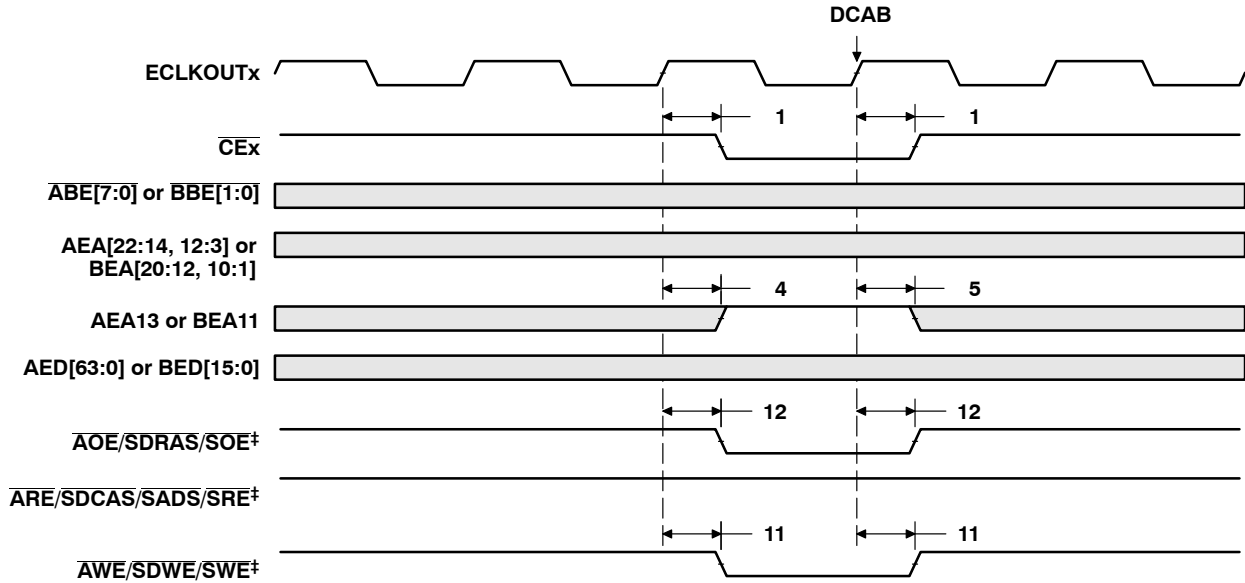 DCAB
ECLKOUTx
1 1
CEx
ABE[7:0] or BBE[1:0]
AEA[22:14, 12:3] or
BEA[20:12, 10:1]
4 5
AEA13 or BEA11
AED[63:0] or BED[15:0]
12 12
AOE/SDRAS/SOE‡
ARE/SDCAS/SADS/SRE‡
11 11
AWE/SDWE/SWE‡